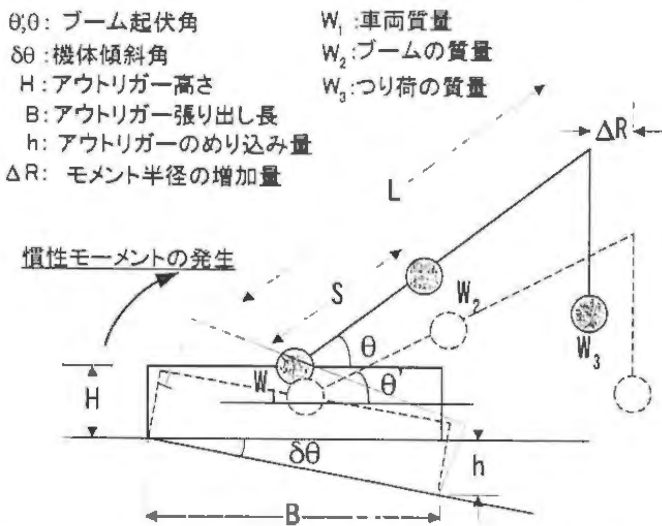 θ',θ: ブーム起伏角
δθ: 機体傾斜角
H: アウトリガー高さ
B: アウトリガー張り出し長
h: アウトリガーのめり込み量
ΔR: モメント半径の増加量
W₁: 車両質量
W₂: ブームの質量
W₃: つり荷の質量
ΔR
L
慣性モーメントの発生
S
W₂
θ
W₃
H
W
θ'
δθ
h
B